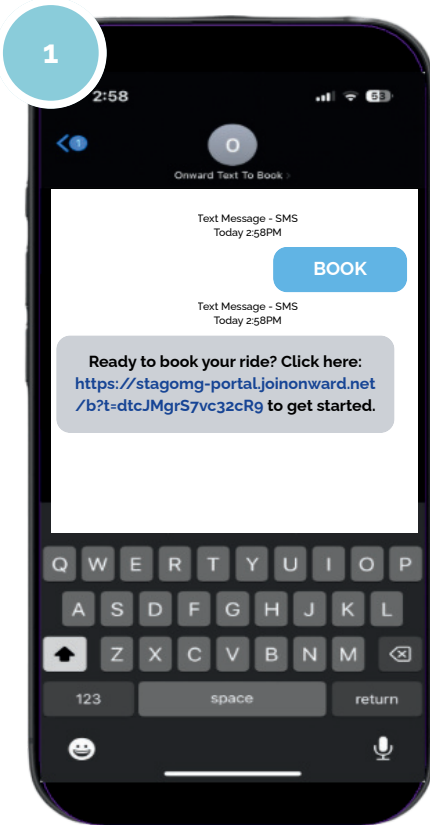 1
2:58
53
1
O
Onward Text To Book >
Text Message - SMS
Today 2:58PM
BOOK
Text Message - SMS
Today 2:58PM
Ready to book your ride? Click here:
https://stagomg-portal.joinonward.net
/b?t=dtcJMgrS7vc32cR9 to get started.
Q W E R T Y U I O P
A S D F G H J K L
Z X C V B N M
123 space return